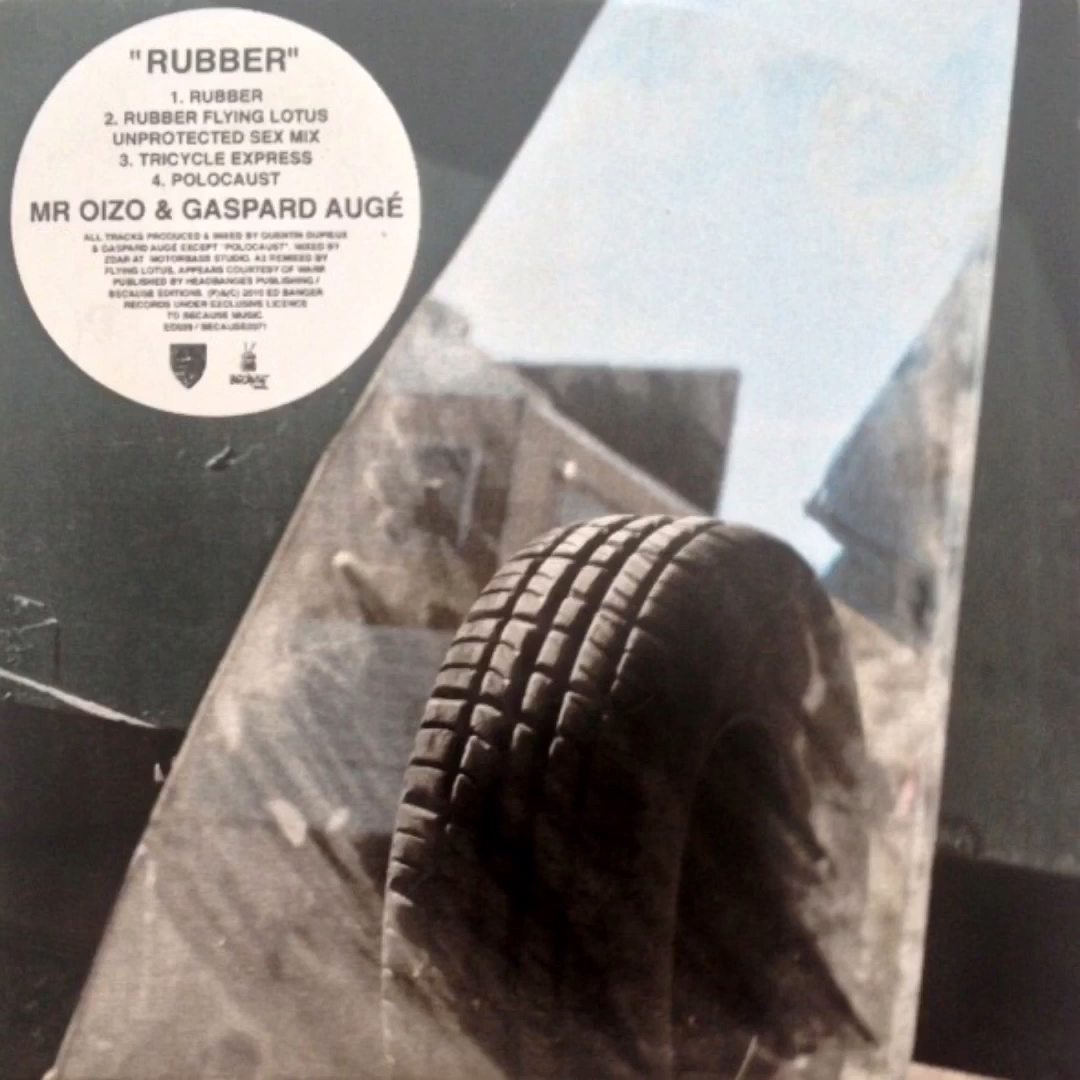 "RUBBER"
1. RUBBER
2. RUBBER FLYING LOTUS
UNPROTECTED SEX MIX
3. TRICYCLE EXPRESS
4. POLOCAUST
MR OIZO & GASPARD AUGÉ
ALL TRACKS PRODUCED & MIXED BY QUENTIN DUPIEUX
& GASPARD AUGÉ EXCEPT "POLOCAUST". MIXED BY
ZDAR AT MOTORBASS STUDIO. AS REMIXED BY
FLYING LOTUS, APPEARS COURTESY OF WARP.
PUBLISHED BY HEADBANGES PUBLISHING /
BECAUSE EDITIONS. (P)&(C) 2010 ED BANGER
RECORDS UNDER EXCLUSIVE LICENCE
TO BECAUSE MUSIC.